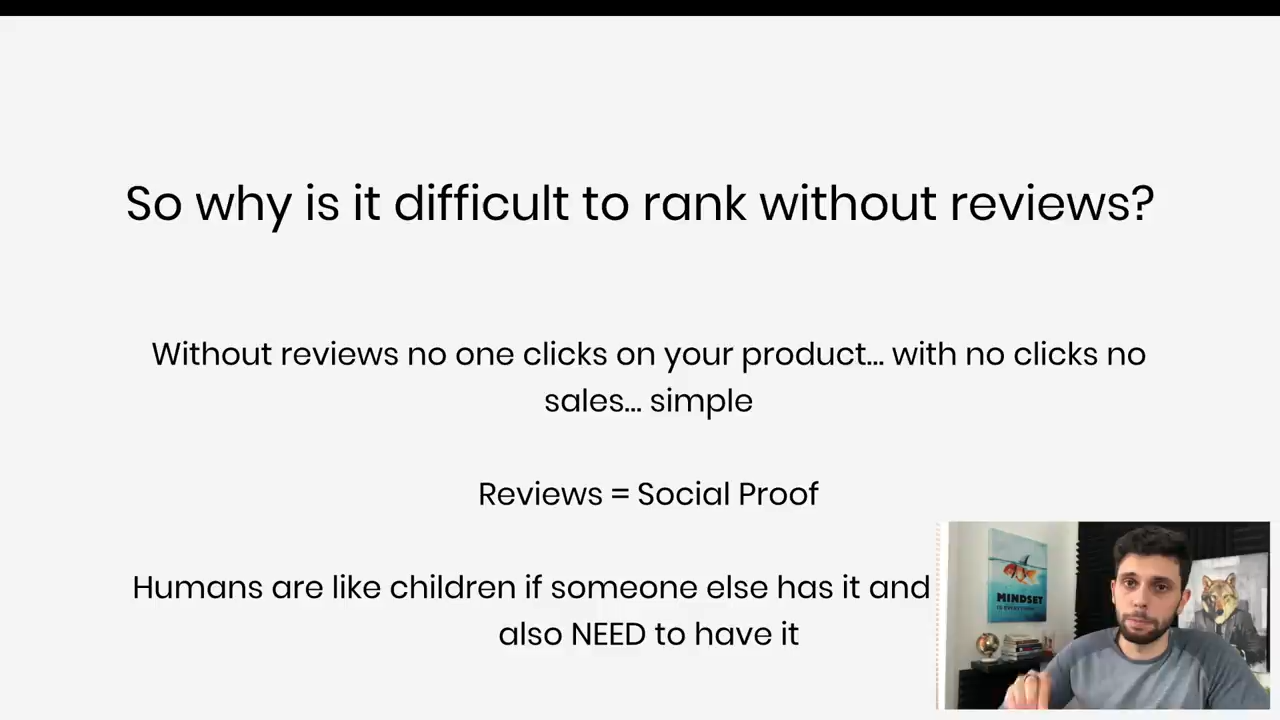 So why is it difficult to rank without reviews?
Without reviews no one clicks on your product... with no clicks no
sales... simple
Reviews = Social Proof
Humans are like children if someone else has it and
also NEED to have it
MINDSET
IS EVERYTHING